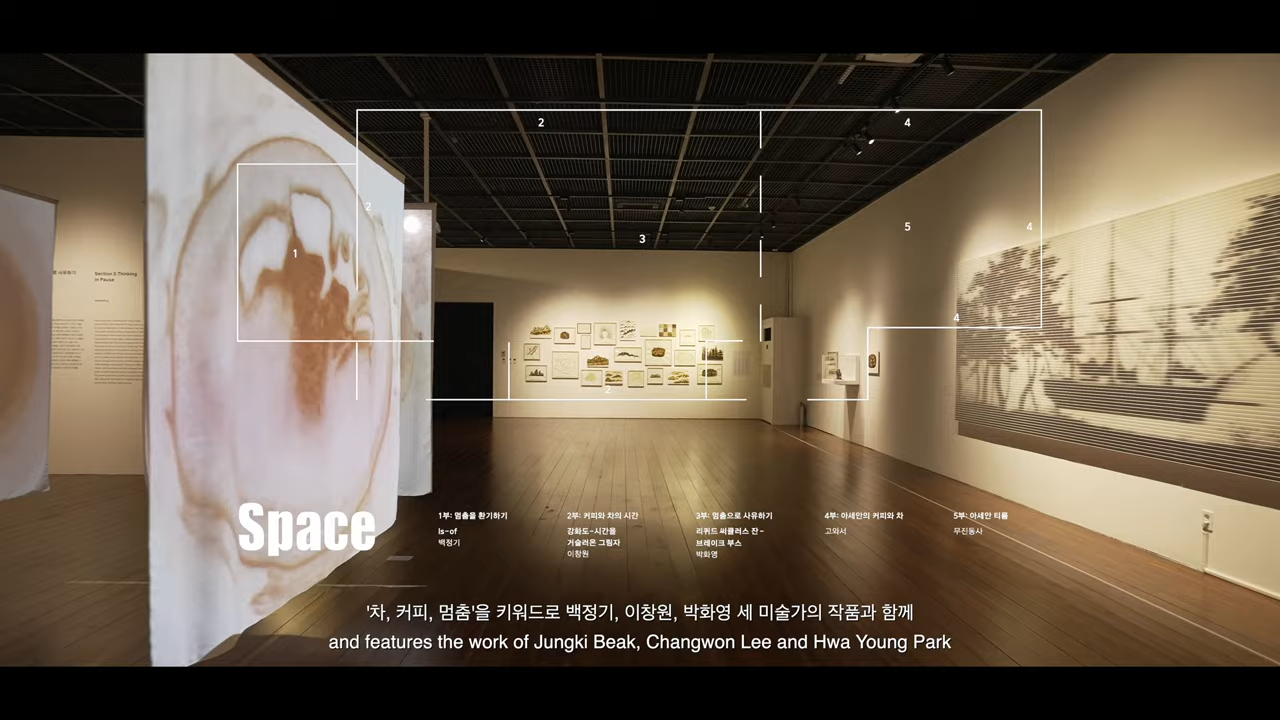 2
4
2
5
4
3
1
4
2
를 사유하기
Section 3 Thinking
in Pause
Space
1부: 멈춤을 환기하기
Is-of
백정기
2부: 커피와 차의 시간
강화도-시간을
거슬러온 그림자
이창원
3부: 멈춤으로 사유하기
리퀴드 써클러스 잔-
브레이크 부스
박화영
4부: 아세안의 커피와 차
고와서
5부: 아세안 티룸
무진동사
'차, 커피, 멈춤'을 키워드로 백정기, 이창원, 박화영 세 미술가의 작품과 함께
and features the work of Jungki Beak, Changwon Lee and Hwa Young Park